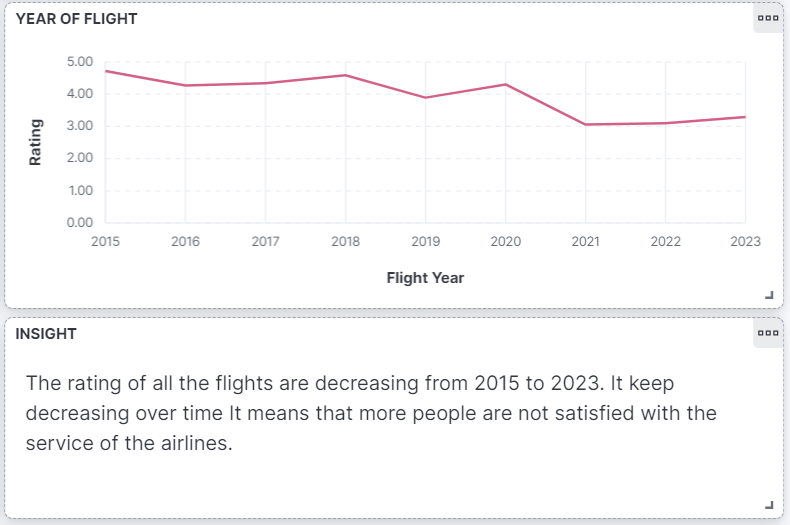 YEAR OF FLIGHT
5.00
4.00
3.00
2.00
1.00
0.00
Rating
2015 2016 2017 2018 2019 2020 2021 2022 2023
Flight Year
INSIGHT
The rating of all the flights are decreasing from 2015 to 2023. It keep
decreasing over time It means that more people are not satisfied with the
service of the airlines.